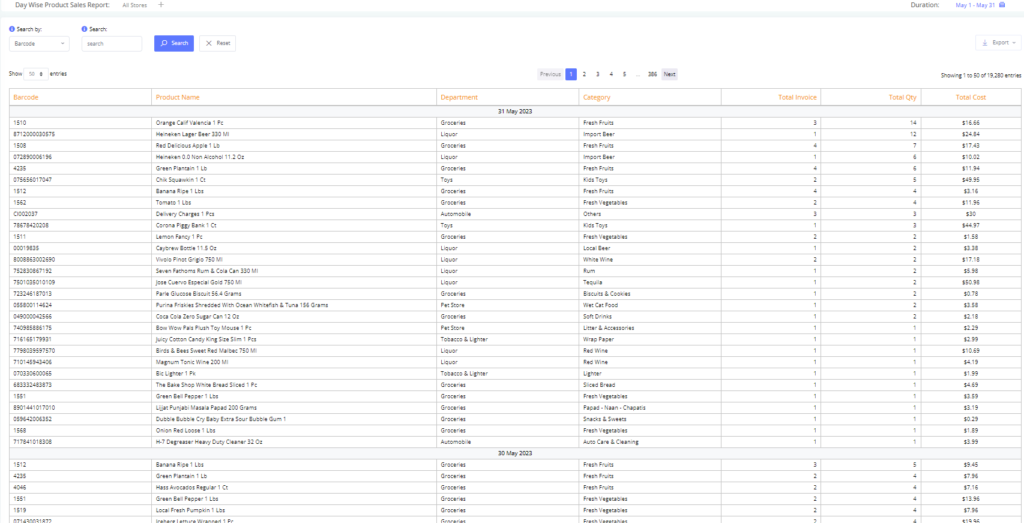 Day Wise Product Sales Report: All Stores + Duration: May 1 - May 31
Search by: Search:
Barcode search Search Reset Export
Show 50 entries Previous 1 2 3 4 5 ... 386 Next Showing 1 to 50 of 19,280 entries
Barcode Product Name Department Category Total Invoice Total Qty Total Cost
31 May 2023
1510 Orange Calif Valencia 1 Pc Groceries Fresh Fruits 3 14 $16.66
8712000030875 Heineken Lager Beer 330 Ml Liquor Import Beer 1 12 $24.84
1508 Red Delicious Apple 1 Lb Groceries Fresh Fruits 4 7 $17.43
072890006196 Heineken 0.0 Non Alcohol 11.2 Oz Liquor Import Beer 1 6 $10.02
4235 Green Plantain 1 Lb Groceries Fresh Fruits 4 6 $11.94
075656017047 Chik Squawkin 1 Ct Toys Kids Toys 2 5 $49.95
1512 Banana Ripe 1 Lbs Groceries Fresh Fruits 4 4 $3.16
1562 Tomato 1 Lbs Groceries Fresh Vegetables 2 4 $11.96
CI002037 Delivery Charges 1 Pcs Automobile Others 3 3 $30
78678420208 Corona Piggy Bank 1 Ct Toys Kids Toys 1 3 $44.97
1511 Lemon Fancy 1 Pc Groceries Fresh Vegetables 2 2 $1.58
00019835 Caybrew Bottle 11.5 Oz Liquor Local Beer 1 2 $3.38
8008863002690 Vivolo Pinot Grigio 750 Ml Liquor White Wine 2 2 $17.18
752830867192 Seven Fathoms Rum & Cola Can 330 Ml Liquor Rum 1 2 $5.98
7501035010109 Jose Cuervo Especial Gold 750 Ml Liquor Tequila 1 2 $50.98
723246187013 Parle Glucose Biscuit 56.4 Grams Groceries Biscuits & Cookies 1 2 $0.78
055800114624 Purina Friskies Shredded With Ocean Whitefish & Tuna 156 Grams Pet Store Wet Cat Food 2 2 $3.58
049000042566 Coca Cola Zero Sugar Can 12 Oz Groceries Soft Drinks 1 2 $2.18
740985886175 Bow Wow Pals Plush Toy Mouse 1 Pc Pet Store Litter & Accessories 1 1 $2.29
716165179931 Juicy Cotton Candy King Size Slim 1 Pcs Tobacco & Lighter Wrap Paper 1 1 $2.99
7798039597570 Birds & Bees Sweet Red Malbec 750 Ml Liquor Red Wine 1 1 $10.69
710145943406 Magnum Tonic Wine 200 Ml Liquor Red Wine 1 1 $4.19
070330600065 Bic Lighter 1 Pk Tobacco & Lighter Lighter 1 1 $1.99
683332483873 The Bake Shop White Bread Sliced 1 Pc Groceries Sliced Bread 1 1 $4.69
1551 Green Bell Pepper 1 Lbs Groceries Fresh Vegetables 1 1 $3.59
8901441017010 Lijjat Punjabi Masala Papad 200 Grams Groceries Papad - Naan - Chapatis 1 1 $3.19
059642006352 Dubble Bubble Cry Baby Extra Sour Bubble Gum 1 Groceries Snacks & Sweets 1 1 $0.29
1568 Onion Red Loose 1 Lbs Groceries Fresh Vegetables 1 1 $1.89
717841018308 H-7 Degreaser Heavy Duty Cleaner 32 Oz Automobile Auto Care & Cleaning 1 1 $3.99
30 May 2023
1512 Banana Ripe 1 Lbs Groceries Fresh Fruits 3 5 $9.45
4235 Green Plantain 1 Lb Groceries Fresh Fruits 2 4 $7.96
4046 Hass Avocados Regular 1 Ct Groceries Fresh Fruits 2 4 $7.16
1551 Green Bell Pepper 1 Lbs Groceries Fresh Vegetables 2 4 $13.96
1519 Local Fresh Pumpkin 1 Lbs Groceries Fresh Vegetables 2 4 $7.96
071430031872 Iceberg Lettuce Wrapped 1 Pc Groceries Fresh Vegetables 4 4 $19.96